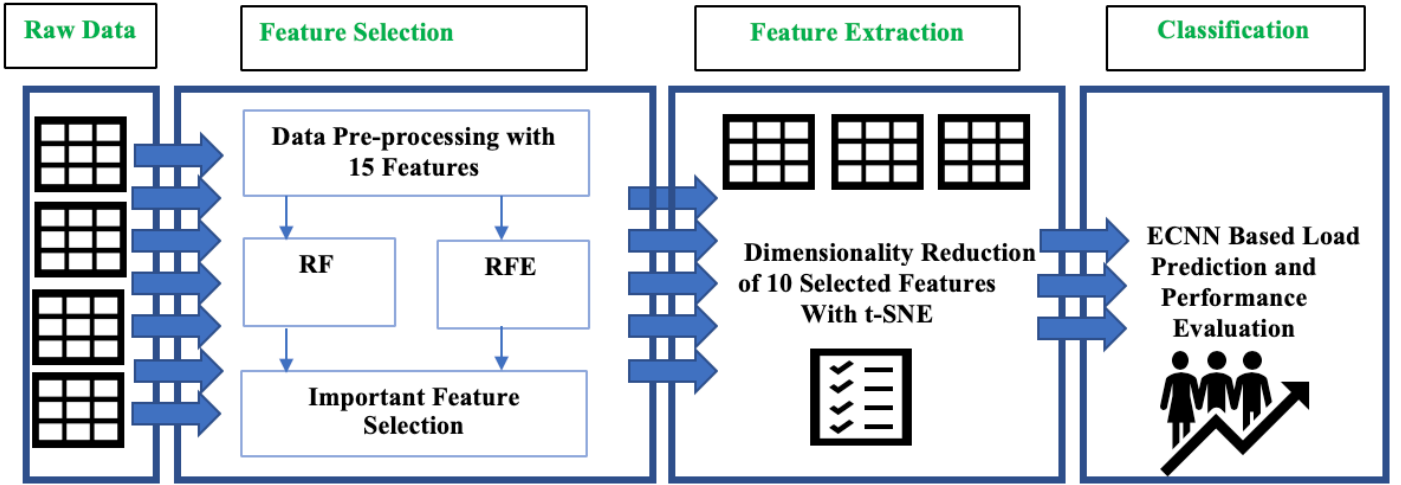 Raw Data
Feature Selection
Feature Extraction
Classification
Data Pre-processing with
15 Features
RF
RFE
Important Feature
Selection
Dimensionality Reduction
of 10 Selected Features
With t-SNE
ECNN Based Load
Prediction and
Performance
Evaluation